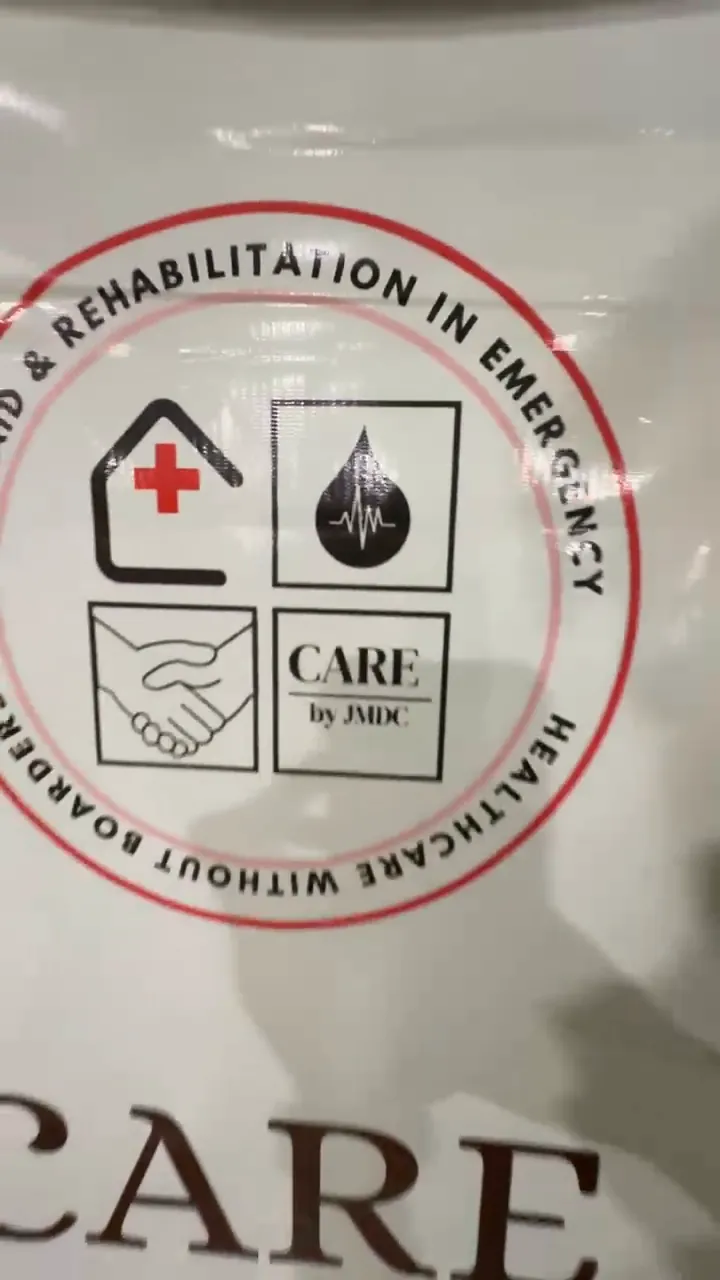 & REHABILITATION IN EMERGENCY
CARE
by JMDC
HEALTHCARE WITHOUT BOARDERS
CARE